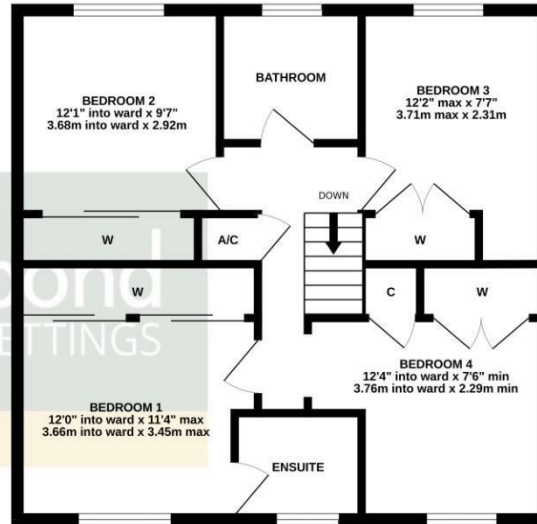 BEDROOM 2
12'1" into ward x 9'7"
3.68m into ward x 2.92m
BATHROOM
BEDROOM 3
12'2" max x 7'7"
3.71m max x 2.31m
DOWN
W
A/C
W
W
C
W
ond
ETTINGS
BEDROOM 1
12'0" into ward x 11'4" max
3.66m into ward x 3.45m max
BEDROOM 4
12'4" into ward x 7'6" min
3.76m into ward x 2.29m min
ENSUITE